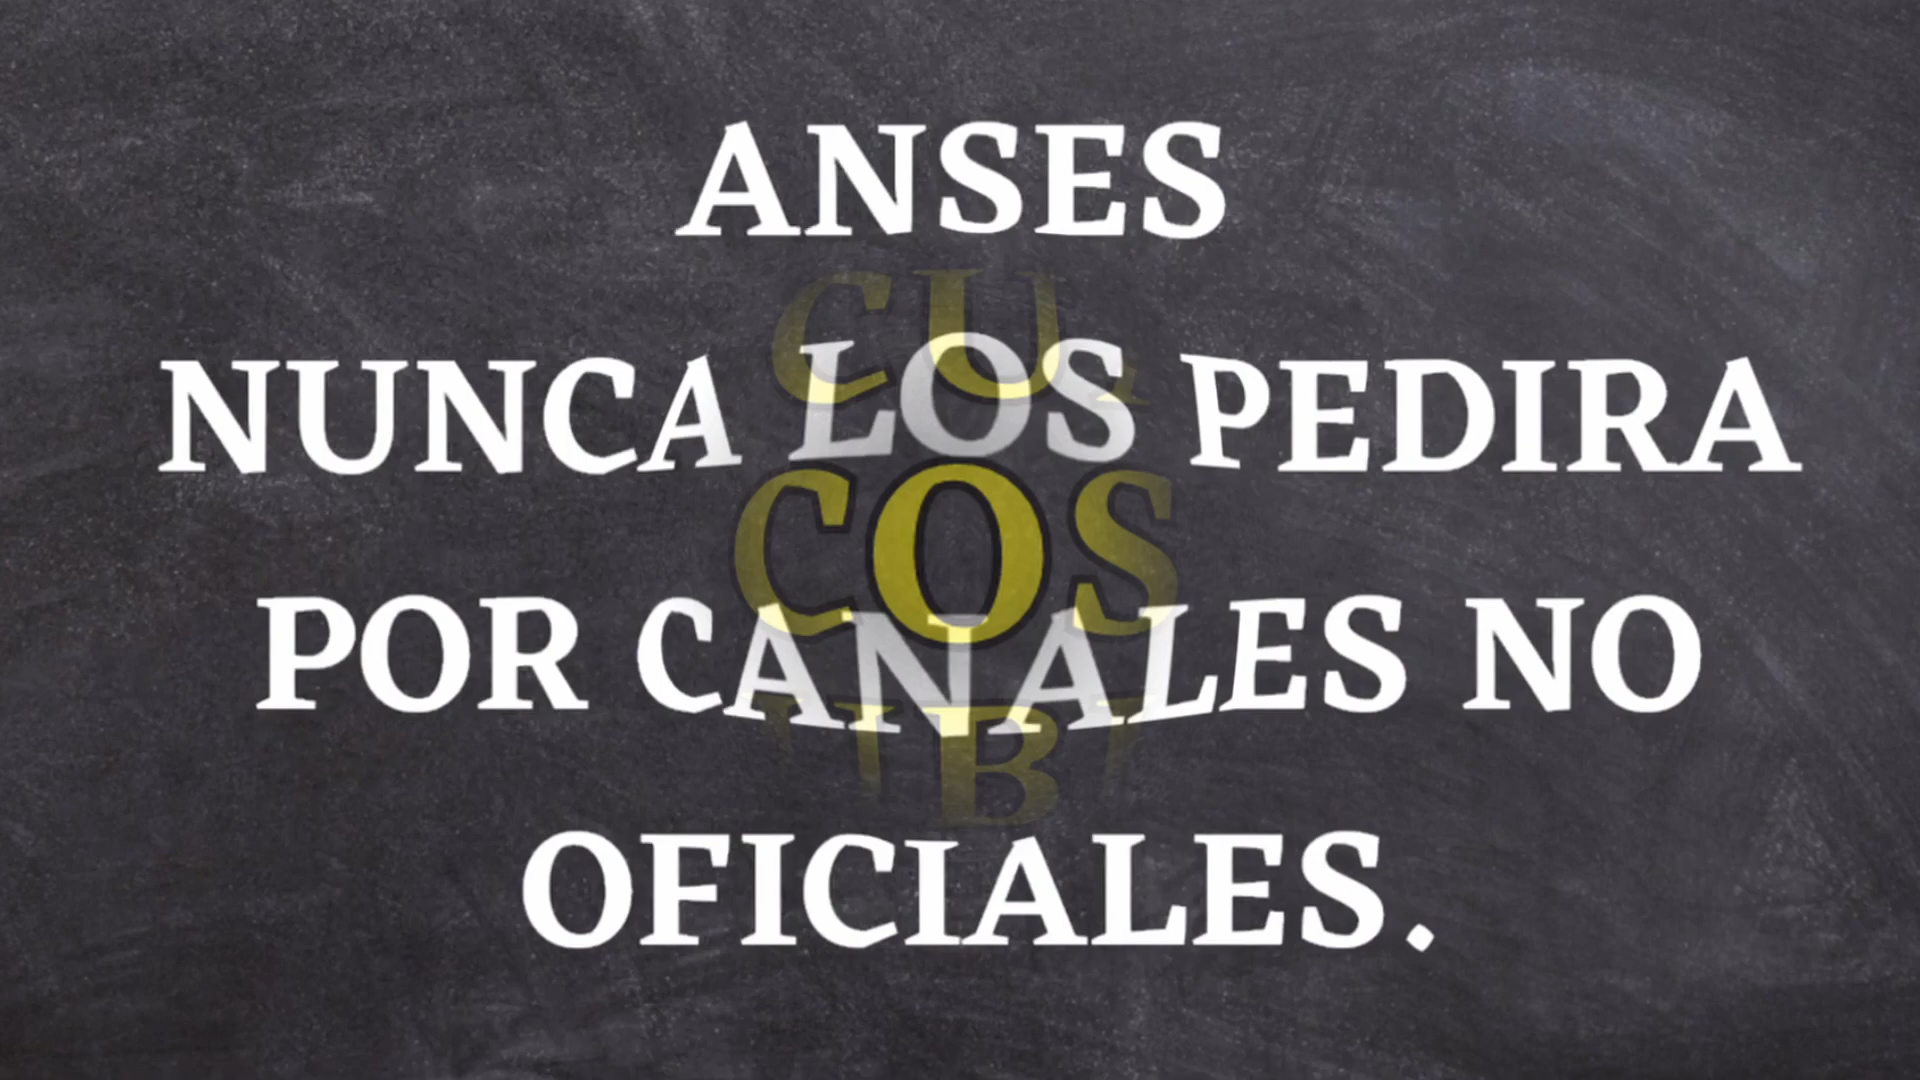 ANSES
NUNCA LOS PEDIRA
POR CANALES NO
OFICIALES.